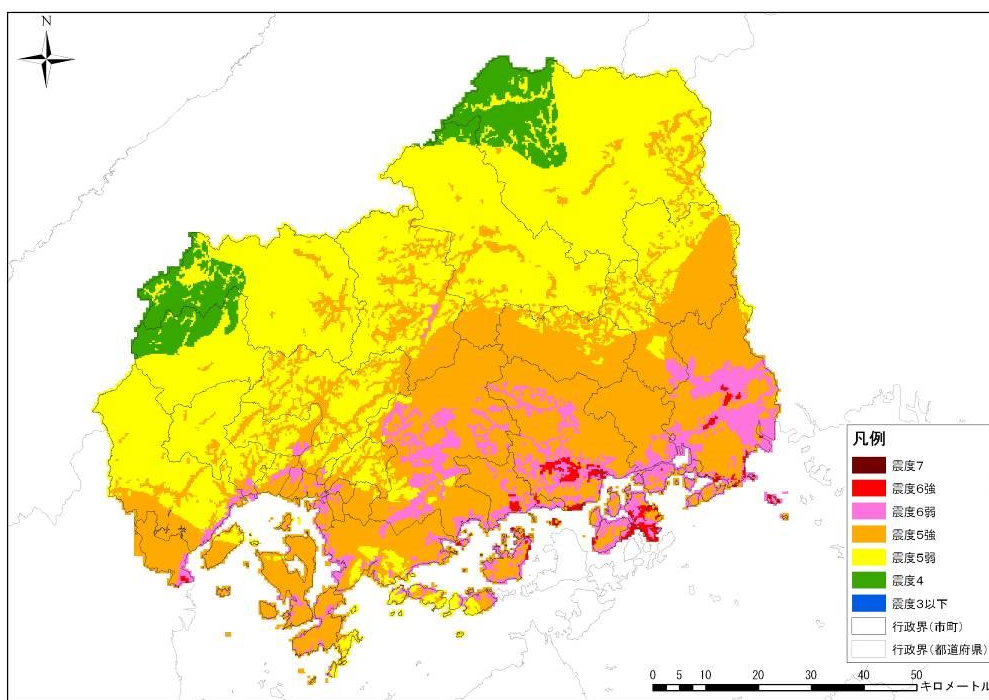 N
凡例
震度7
震度6強
震度6弱
震度5強
震度5弱
震度4
震度3以下
行政界(市町)
行政界(都道府県)
0 5 10 20 30 40 50
キロメートル